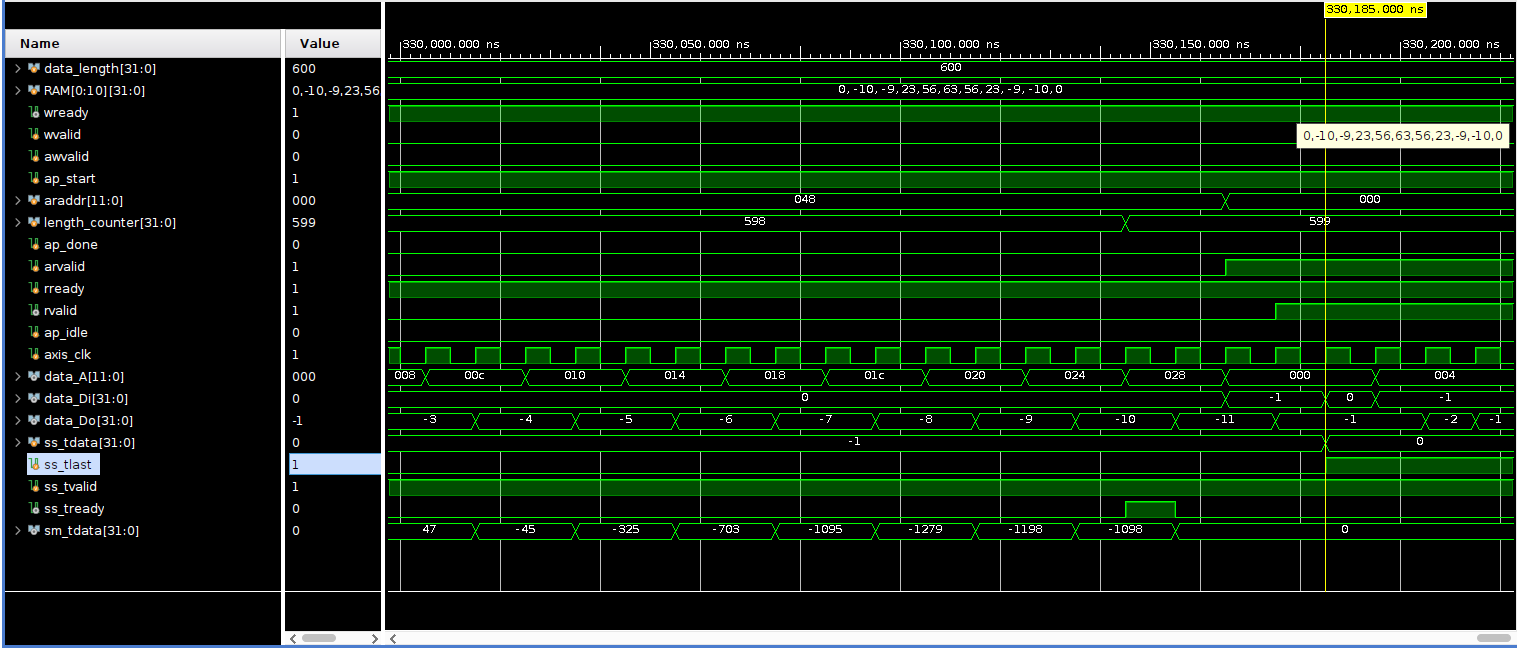 330,185.000 ns
Name Value 330,000.000 ns 330,050.000 ns 330,100.000 ns 330,150.000 ns 330,200.000 ns
data_length[31:0] 600 600
RAM[0:10][31:0] 0,-10,-9,23,56 0,-10,-9,23,56,63,56,23,-9,-10,0
wready 1
wvalid 0 0,-10,-9,23,56,63,56,23,-9,-10,0
awvalid 0
ap_start 1
araddr[11:0] 000 048 000
length_counter[31:0] 599 598 599
ap_done 0
arvalid 1
rready 1
rvalid 1
ap_idle 0
axis_clk 1
data_A[11:0] 000 008 00c 010 014 018 01c 020 024 028 000 004
data_Di[31:0] 0 0 -1 0 -1
data_Do[31:0] -1 -3 -4 -5 -6 -7 -8 -9 -10 -11 -1 -2 -1
ss_tdata[31:0] 0 -1 0
ss_tlast 1
ss_tvalid 1
ss_tready 0
sm_tdata[31:0] 0 47 -45 -325 -703 -1095 -1279 -1198 -1098 0